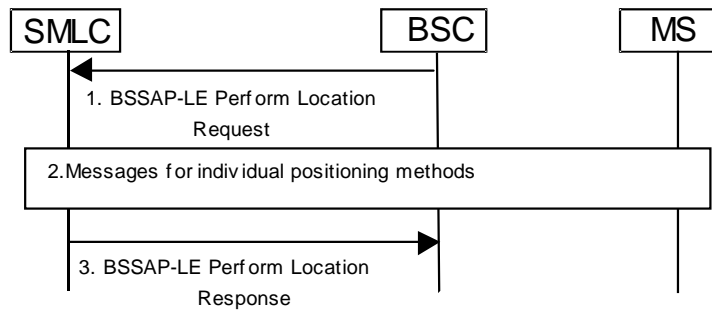 SMLC
BSC
MS
1. BSSAP-LE Perform Location
Request
2.Messages for individual positioning methods
3. BSSAP-LE Perform Location
Response